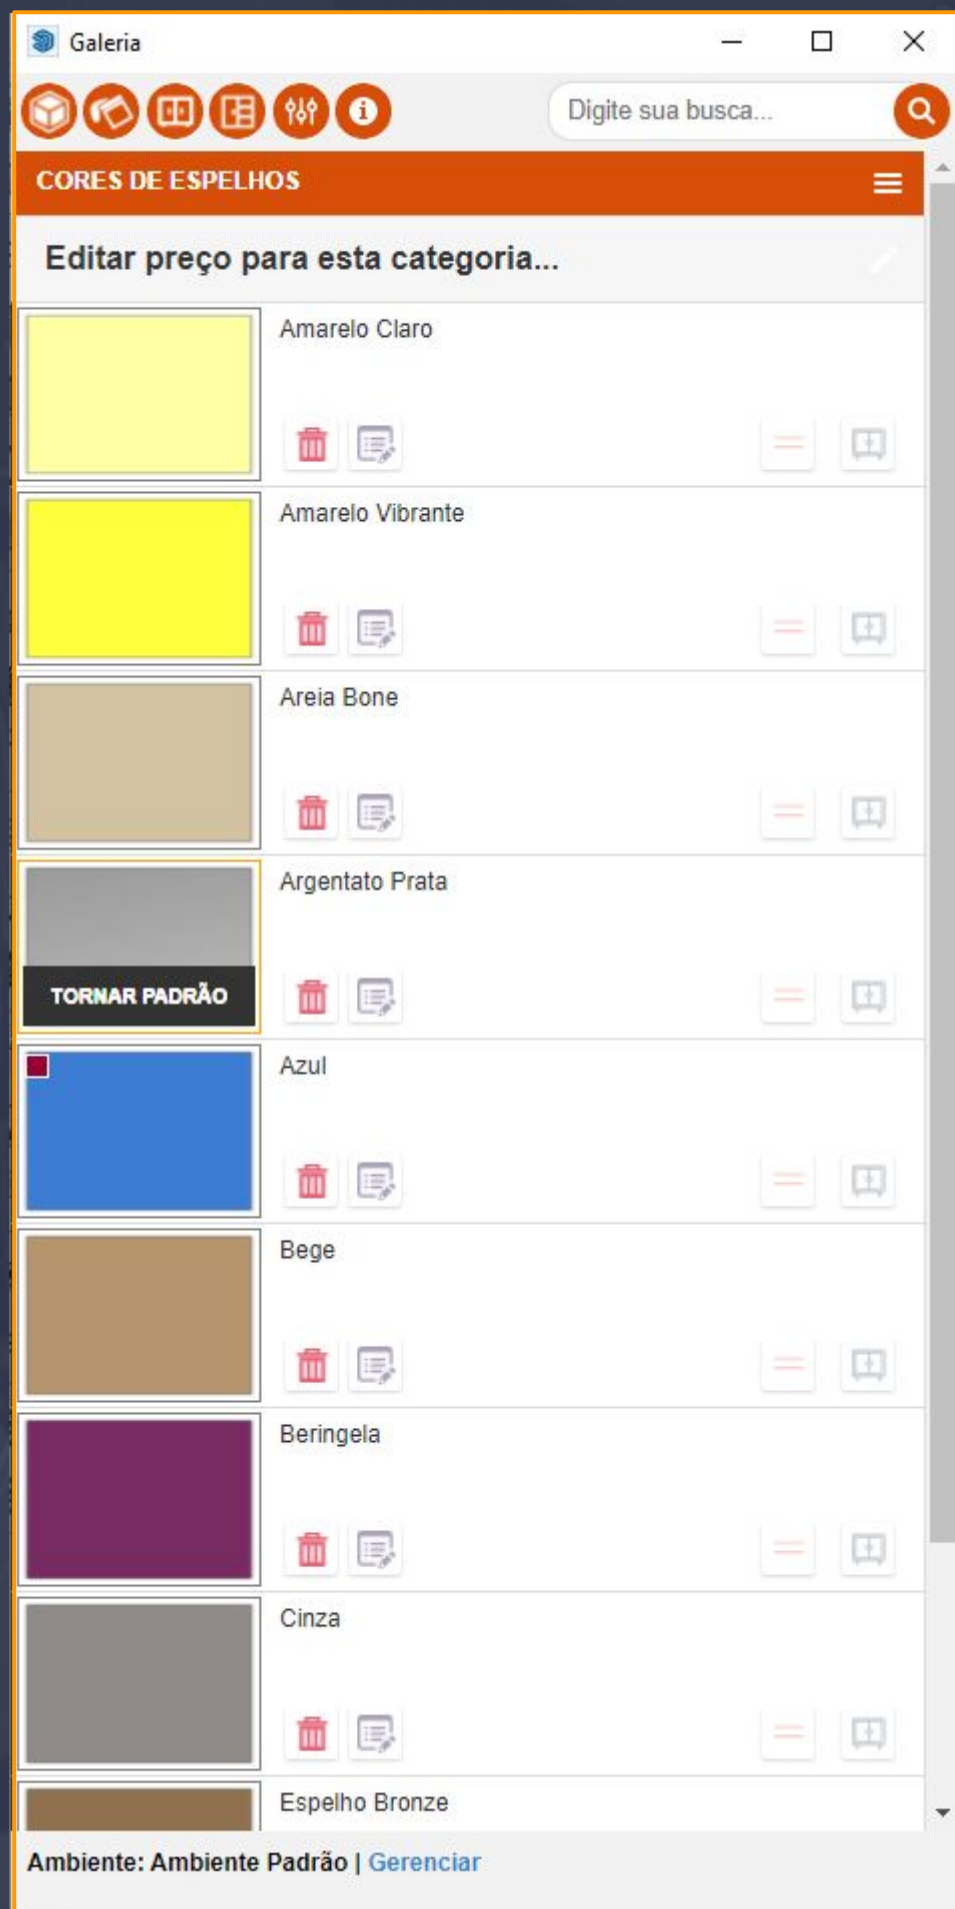 Galeria
Digite sua busca...
CORES DE ESPELHOS
Editar preço para esta categoria...
Amarelo Claro
Amarelo Vibrante
Areia Bone
Argentato Prata
TORNAR PADRÃO
Azul
Bege
Beringela
Cinza
Espelho Bronze
Ambiente: Ambiente Padrão | Gerenciar